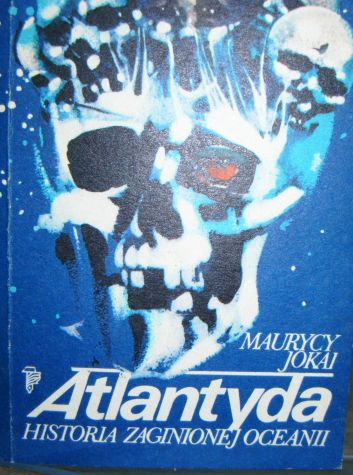 MAURYCY
JOKAI
Atlantyda
HISTORIA ZAGINIONEJ OCEANII